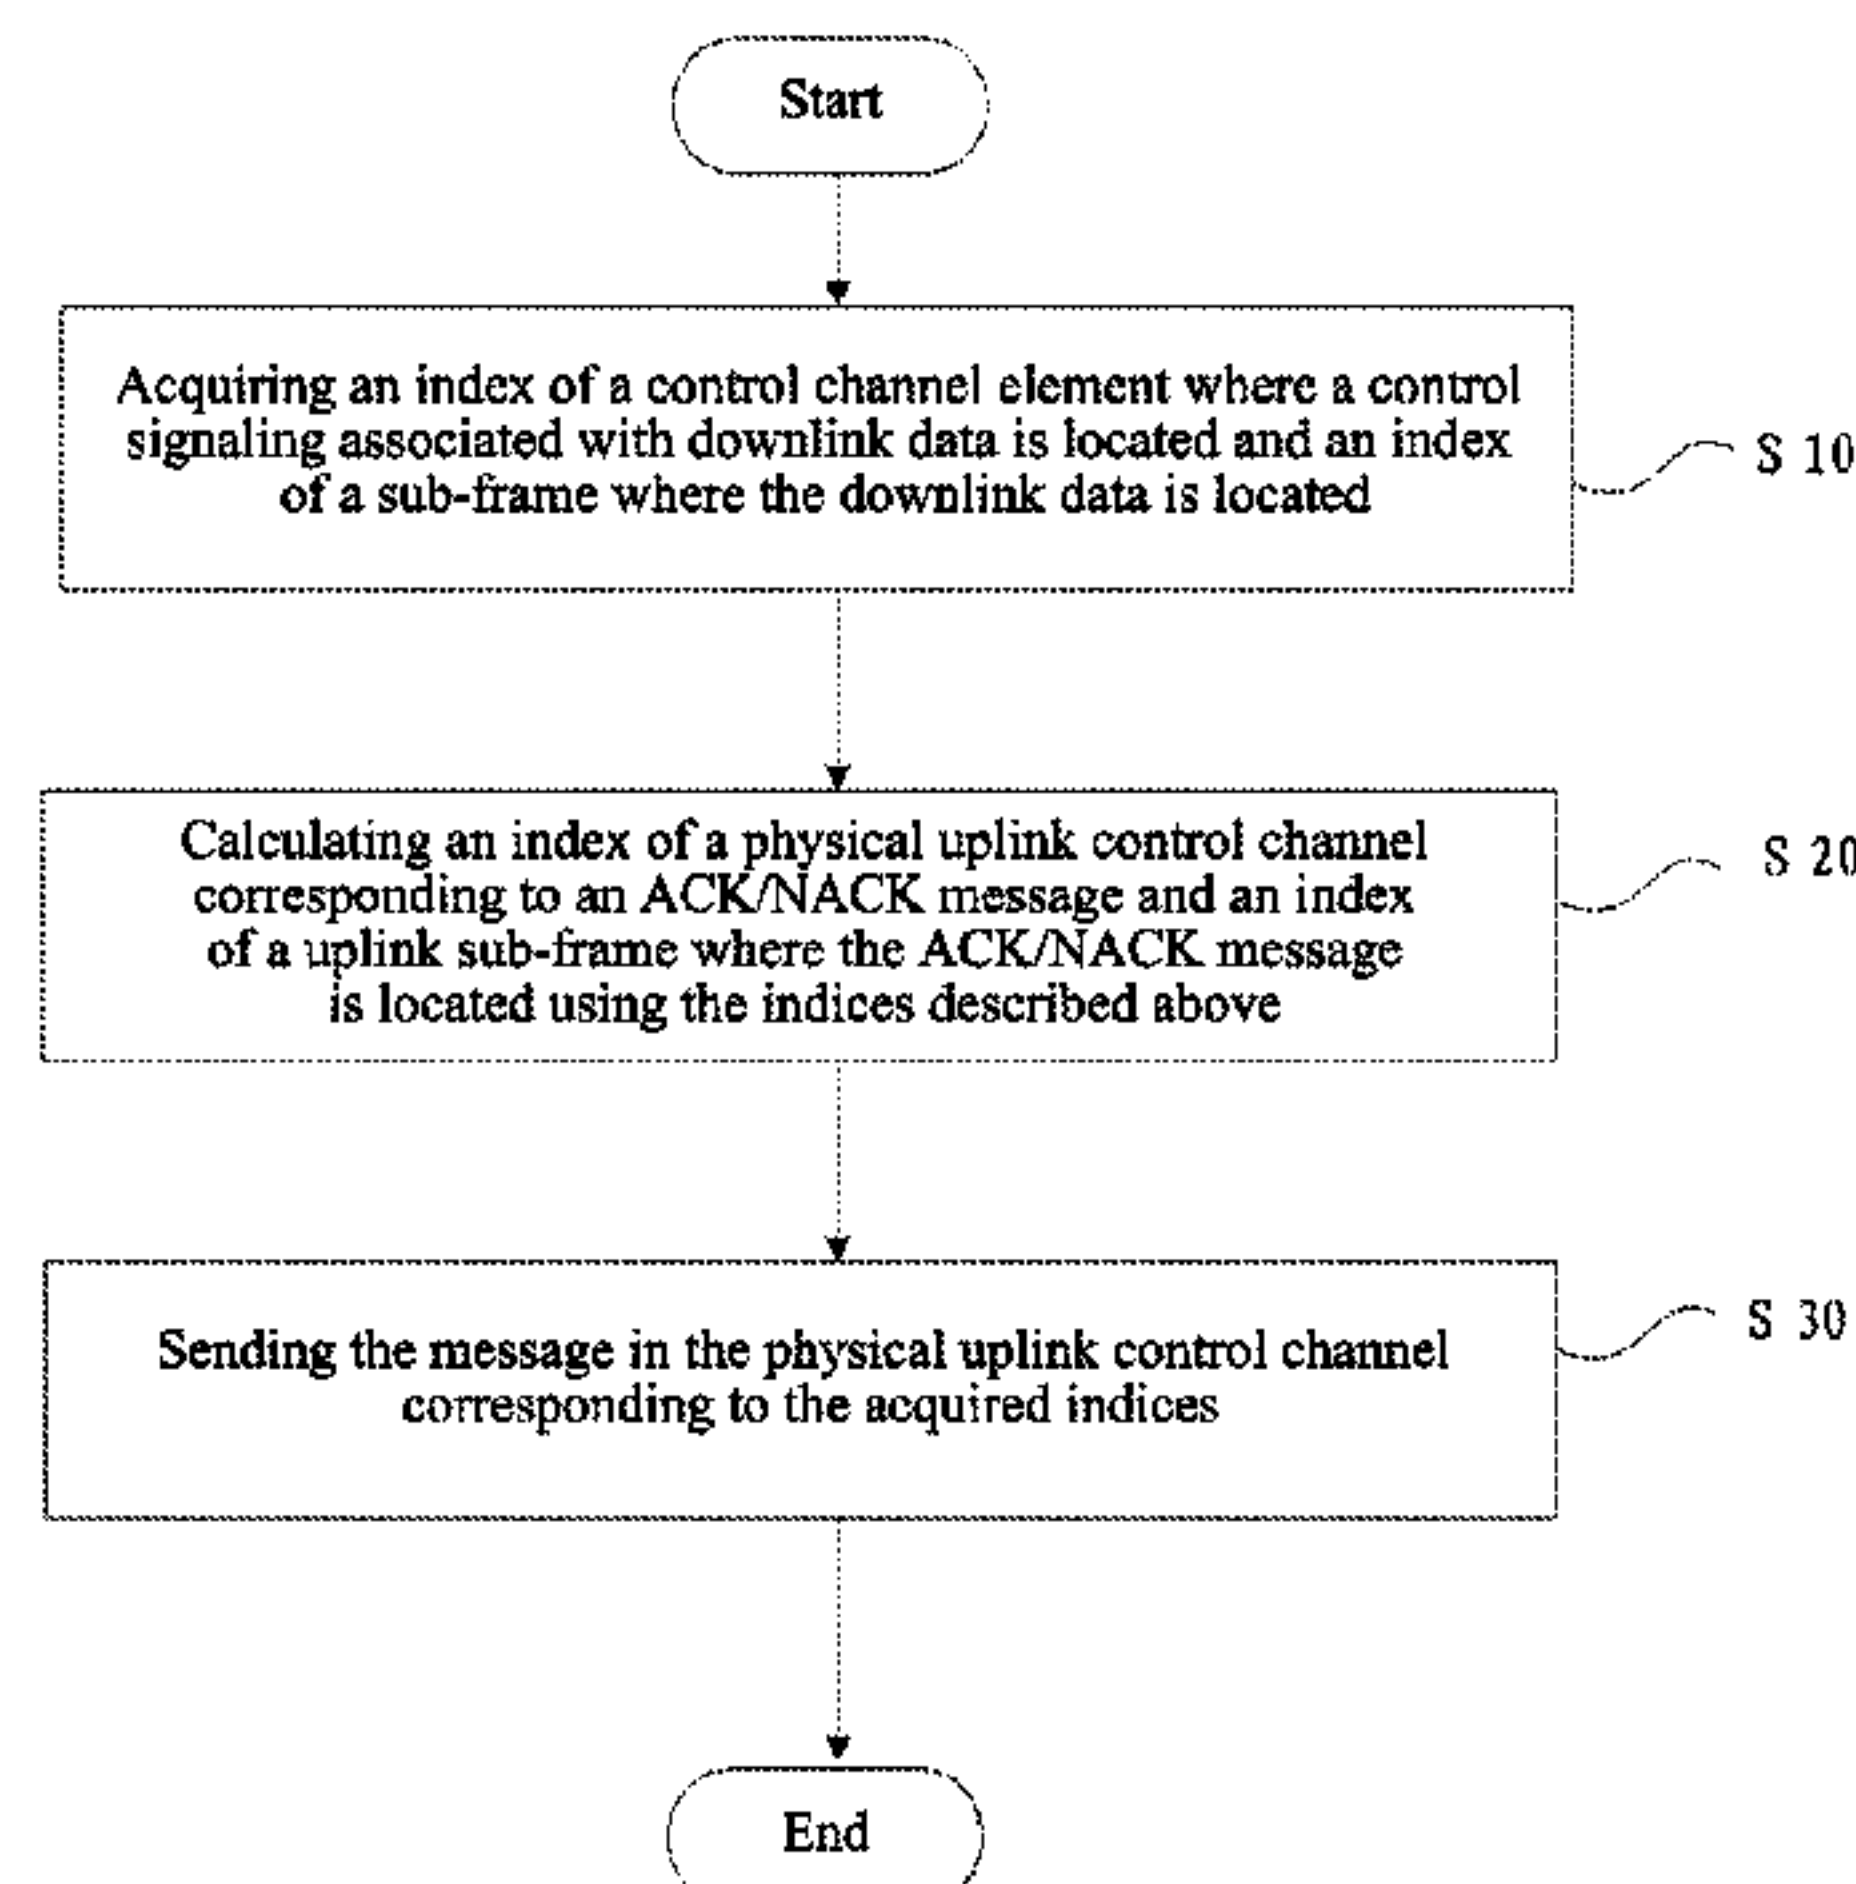 Start
Acquiring an index of a control channel element where a control
signaling associated with downlink data is located and an index
of a sub-frame where the downlink data is located
S 10
Calculating an index of a physical uplink control channel
corresponding to an ACK/NACK message and an index
of a uplink sub-frame where the ACK/NACK message
is located using the indices described above
S 20
Sending the message in the physical uplink control channel
corresponding to the acquired indices
S 30
End